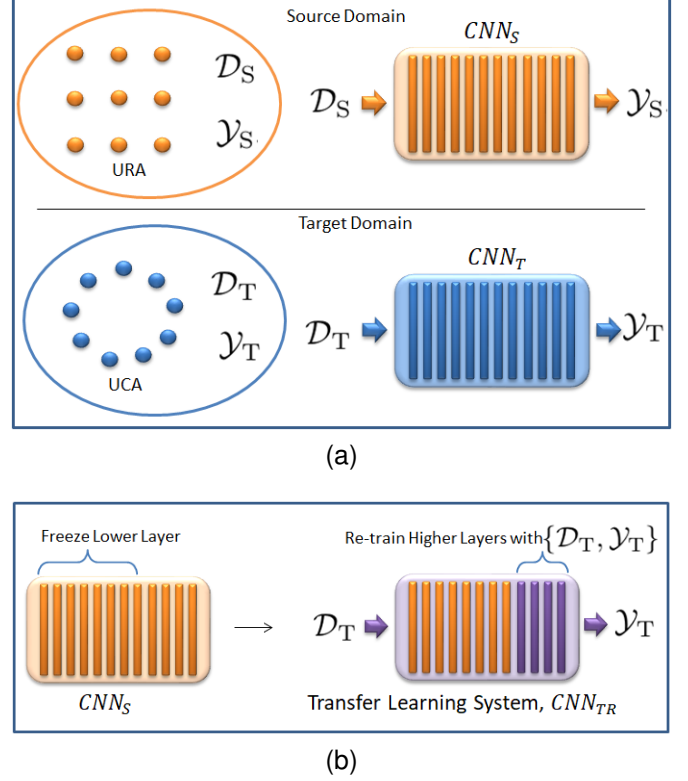 Source Domain
𝒟_S
𝒴_S.
URA
CNN_S
𝒟_S
𝒴_S.
Target Domain
𝒟_T
𝒴_T
UCA
CNN_T
𝒟_T
𝒴_T
(a)
Freeze Lower Layer
CNN_S
Re-train Higher Layers with {𝒟_T, 𝒴_T}
𝒟_T
𝒴_T
Transfer Learning System, CNN_TR
(b)